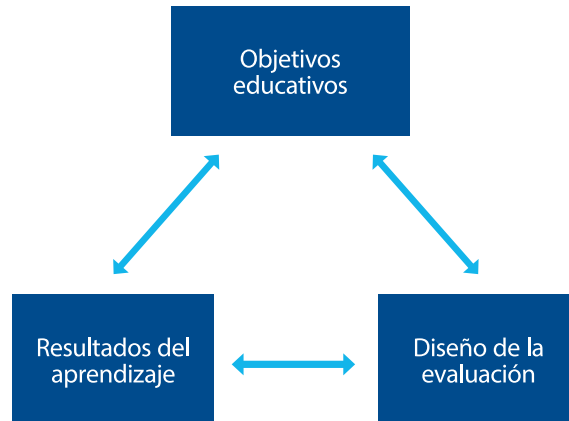 Objetivos
educativos
Resultados del
aprendizaje
Diseño de la
evaluación